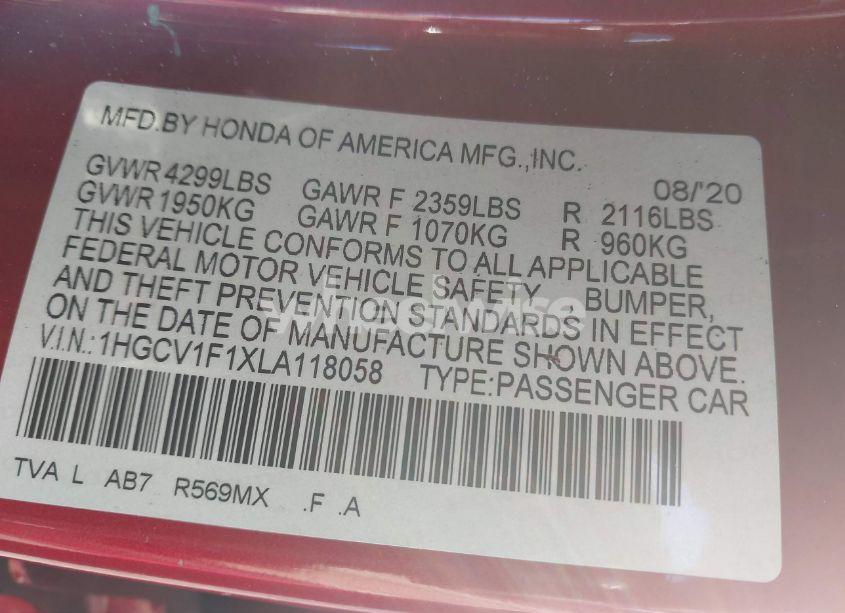 MFD.BY HONDA OF AMERICA MFG.,INC.
08/'20
GVWR 4299LBS GAWR F 2359LBS R 2116LBS
GVWR 1950KG GAWR F 1070KG R 960KG
THIS VEHICLE CONFORMS TO ALL APPLICABLE
FEDERAL MOTOR VEHICLE SAFETY , BUMPER,
AND THEFT PREVENTION STANDARDS IN EFFECT
ON THE DATE OF MANUFACTURE SHOWN ABOVE.
V.I.N.: 1HGCV1F1XLA118058 TYPE:PASSENGER CAR
TVA L AB7 R569MX .F .A